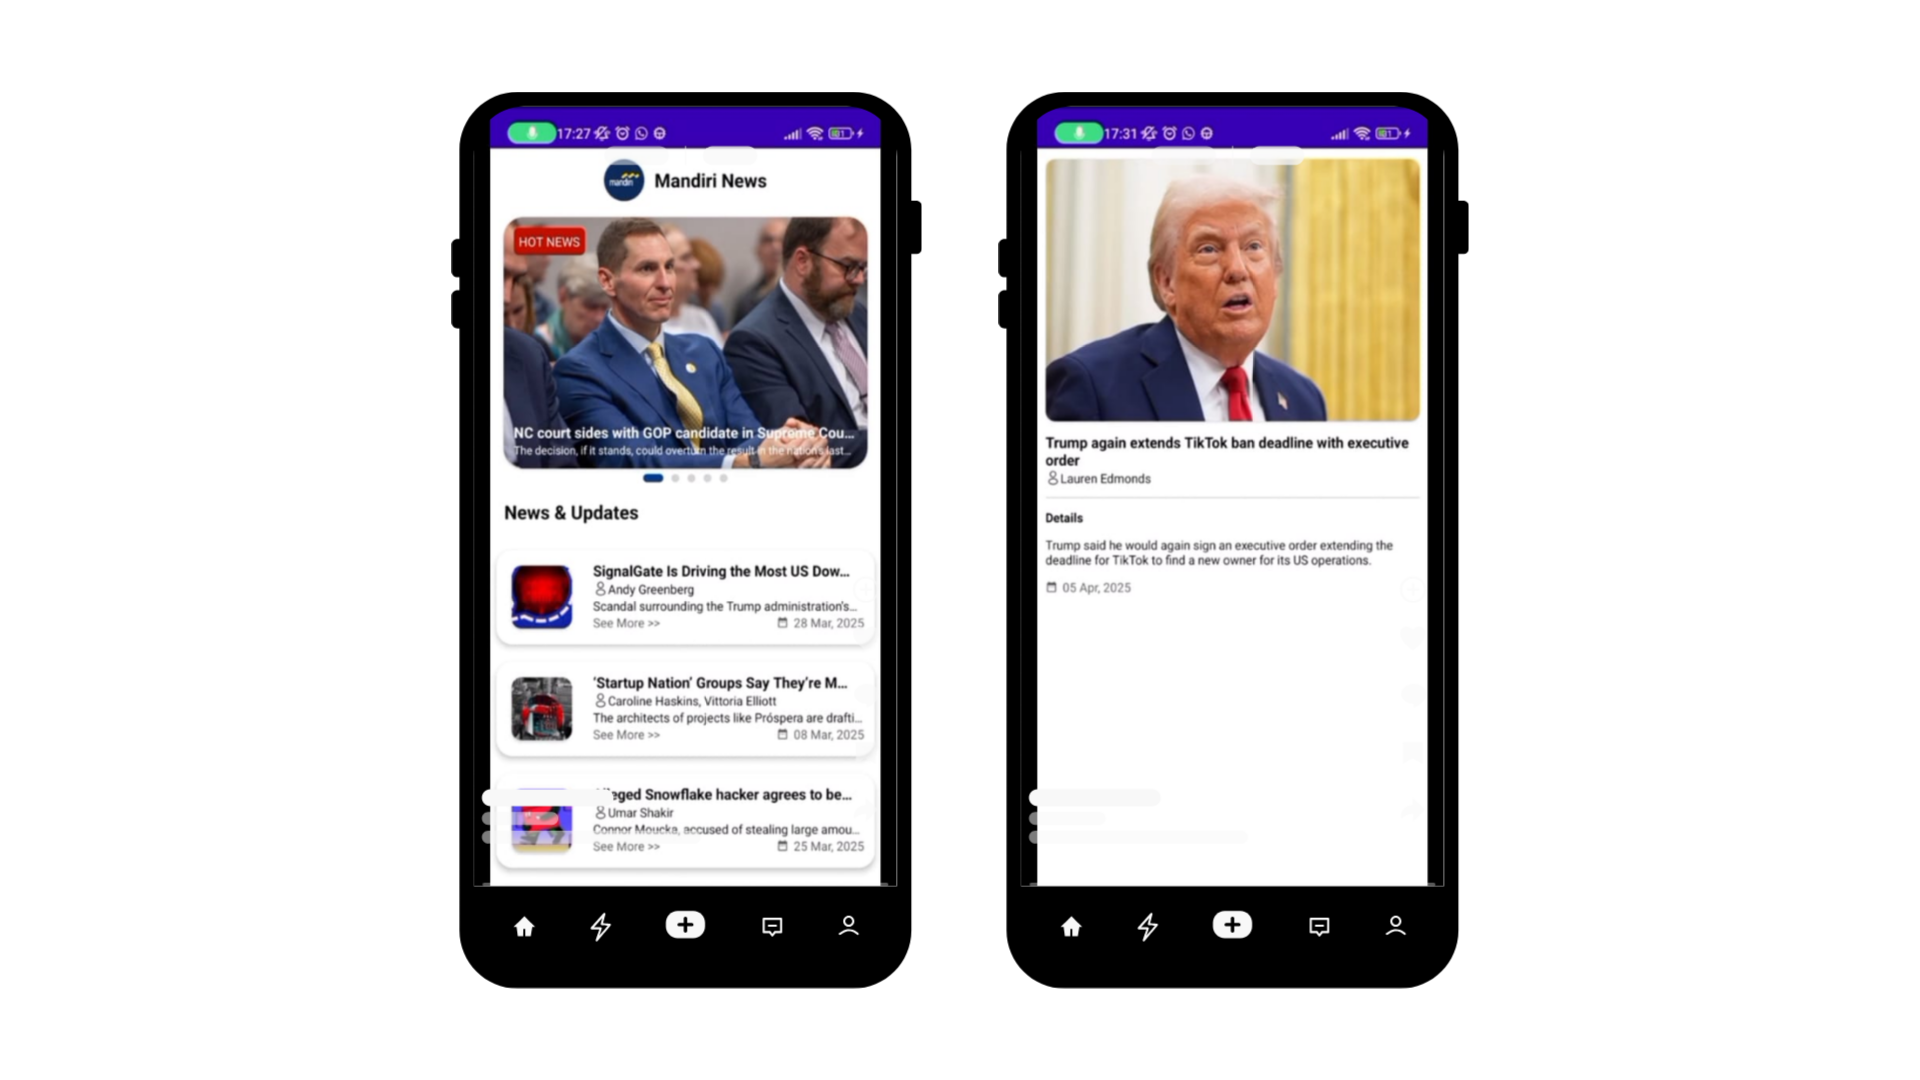 17:27
mandiri
Mandiri News
HOT NEWS
NC court sides with GOP candidate in Supreme Cou...
The decision, if it stands, could overturn the result in the nation's last...
News & Updates
SignalGate Is Driving the Most US Dow...
Andy Greenberg
Scandal surrounding the Trump administration's...
See More >>
28 Mar, 2025
‘Startup Nation’ Groups Say They’re M...
Caroline Haskins, Vittoria Elliott
The architects of projects like Próspera are drafti...
See More >>
08 Mar, 2025
Snowflake hacker agrees to be...
Umar Shakir
Connor Moucka, accused of stealing large amou...
See More >>
25 Mar, 2025
17:31
Trump again extends TikTok ban deadline with executive
order
Lauren Edmonds
Details
Trump said he would again sign an executive order extending the
deadline for TikTok to find a new owner for its US operations.
05 Apr, 2025